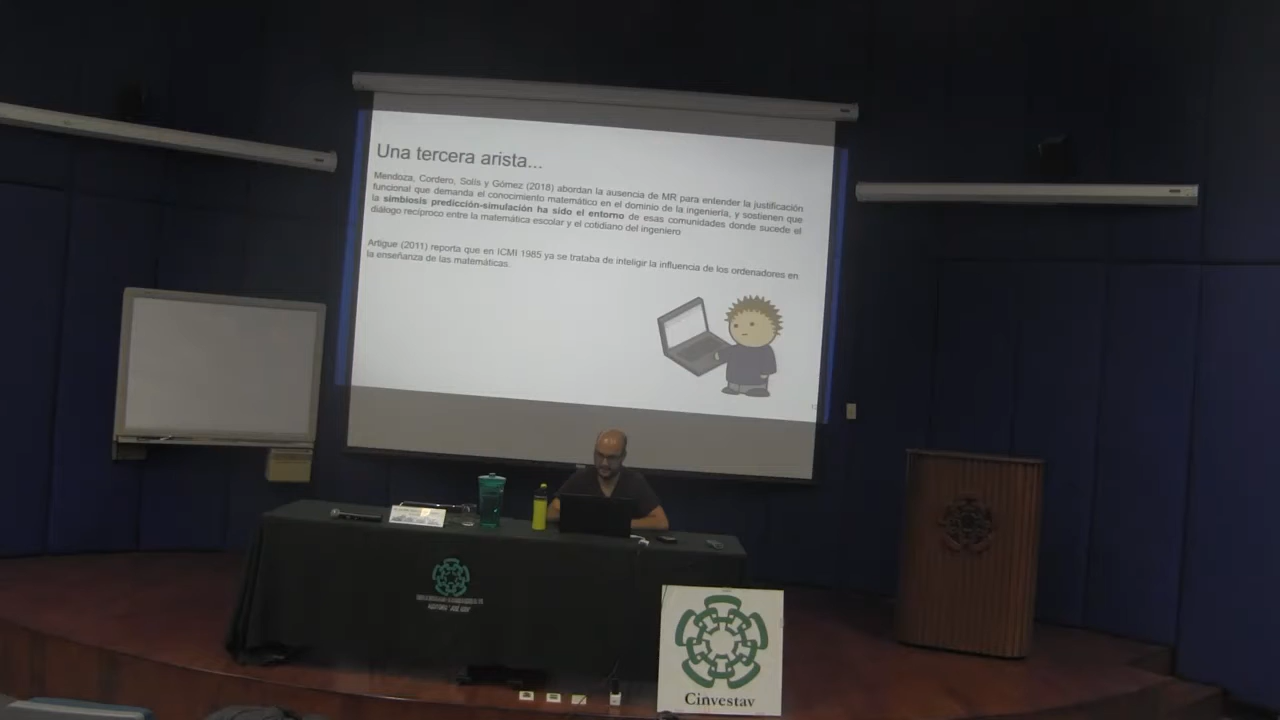 Una tercera arista...
Mendoza, Cordero, Solís y Gómez (2018) abordan la ausencia de MR para entender la justificación
funcional que demanda el conocimiento matemático en el dominio de la ingeniería, y sostienen que
la simbiosis predicción-simulación ha sido el entorno de esas comunidades donde sucede el
diálogo recíproco entre la matemática escolar y el cotidiano del ingeniero
Artigue (2011) reporta que en ICMI 1985 ya se trataba de inteligir la influencia de los ordenadores en
la enseñanza de las matemáticas.
Cinvestav